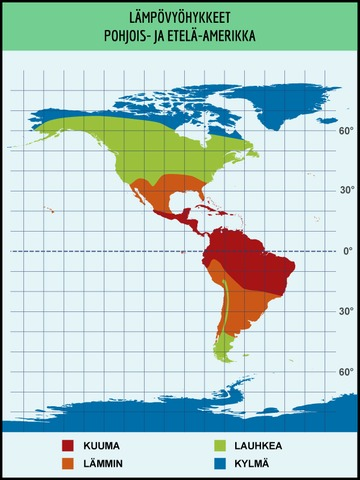 LÄMPÖVYÖHYKKEET
POHJOIS- JA ETELÄ-AMERIKKA
60°
30°
0°
30°
60°
KUUMA
LAUHKEA
LÄMMIN
KYLMÄ